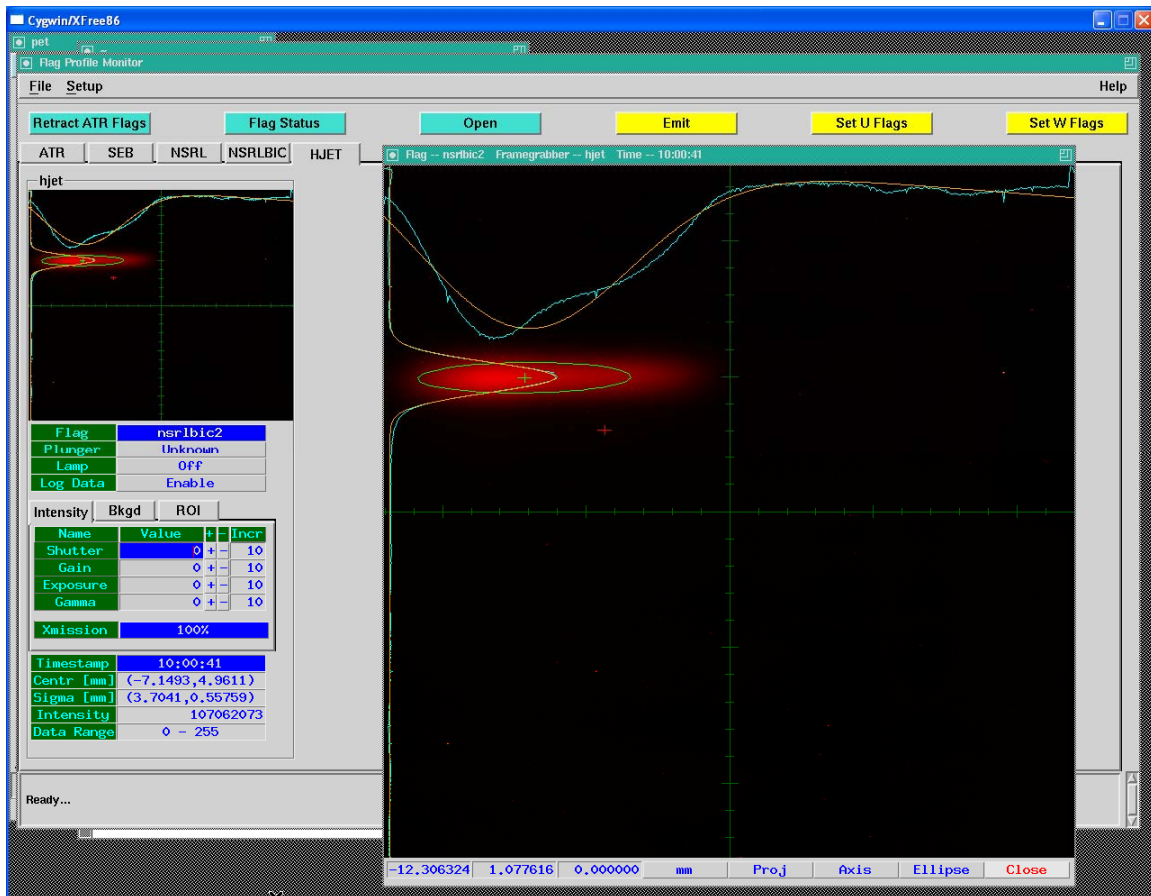 Cygwin/XFree86
pet
~
Flag Profile Monitor
File Setup Help
Retract ATR Flags Flag Status Open Emit Set U Flags Set W Flags
ATR SEB NSRL NSRLBIC HJET
Flag -- nsrlbic2 Framegrabber -- hjet Time -- 10:00:41
hjet
Flag nsrlbic2
Plunger Unknown
Lamp Off
Log Data Enable
Intensity Bkgd ROI
Name Value + - Incr
Shutter 0 + - 10
Gain 0 + - 10
Exposure 0 + - 10
Gamma 0 + - 10
Xmission 100%
Timestamp 10:00:41
Centr [mm] (-7.1493,4.9611)
Sigma [mm] (3.7041,0.55759)
Intensity 107062073
Data Range 0 - 255
Ready...
-12.306324 1.077616 0.000000 mm Proj Axis Ellipse Close